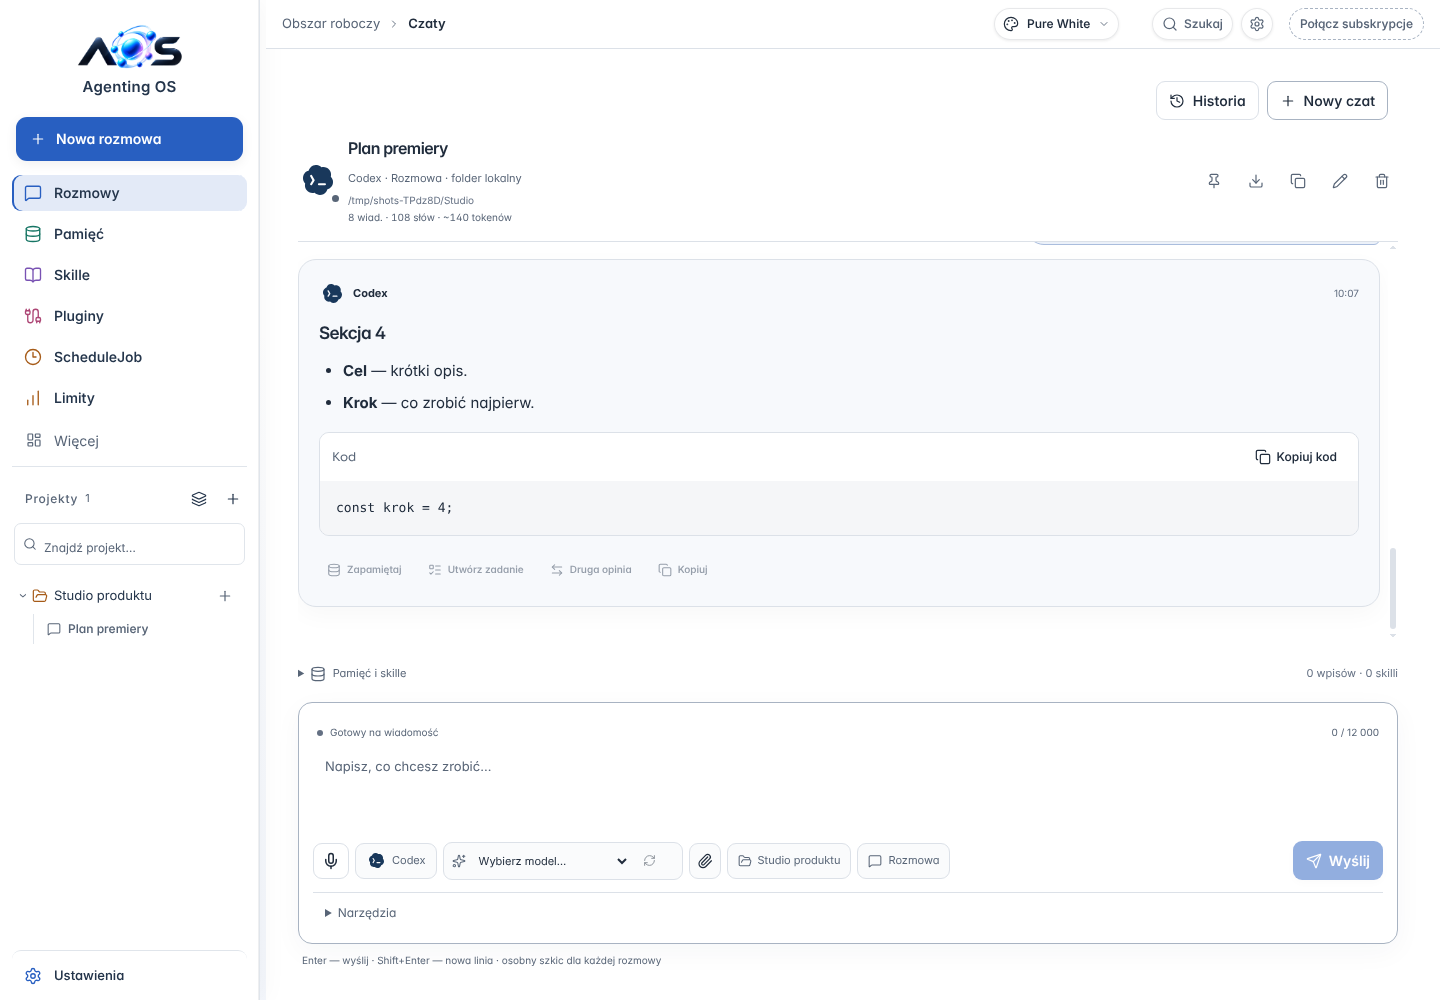 AOS
Agenting OS
Nowa rozmowa
Rozmowy
Pamięć
Skille
Pluginy
ScheduleJob
Limity
Więcej
Projekty 1
Znajdź projekt...
Studio produktu
Plan premiery
Ustawienia
Obszar roboczy > Czaty
Pure White
Szukaj
Połącz subskrypcje
Historia
Nowy czat
Plan premiery
Codex · Rozmowa · folder lokalny
/tmp/shots-TPdz8D/Studio
8 wiad. · 108 słów · ~140 tokenów
Codex
10:07
Sekcja 4
• Cel — krótki opis.
• Krok — co zrobić najpierw.
Kod
Kopiuj kod
const krok = 4;
Zapamiętaj
Utwórz zadanie
Druga opinia
Kopiuj
Pamięć i skille
0 wpisów · 0 skilli
Gotowy na wiadomość
0 / 12 000
Napisz, co chcesz zrobić...
Codex
Wybierz model...
Studio produktu
Rozmowa
Wyślij
Narzędzia
Enter — wyślij · Shift+Enter — nowa linia · osobny szkic dla każdej rozmowy